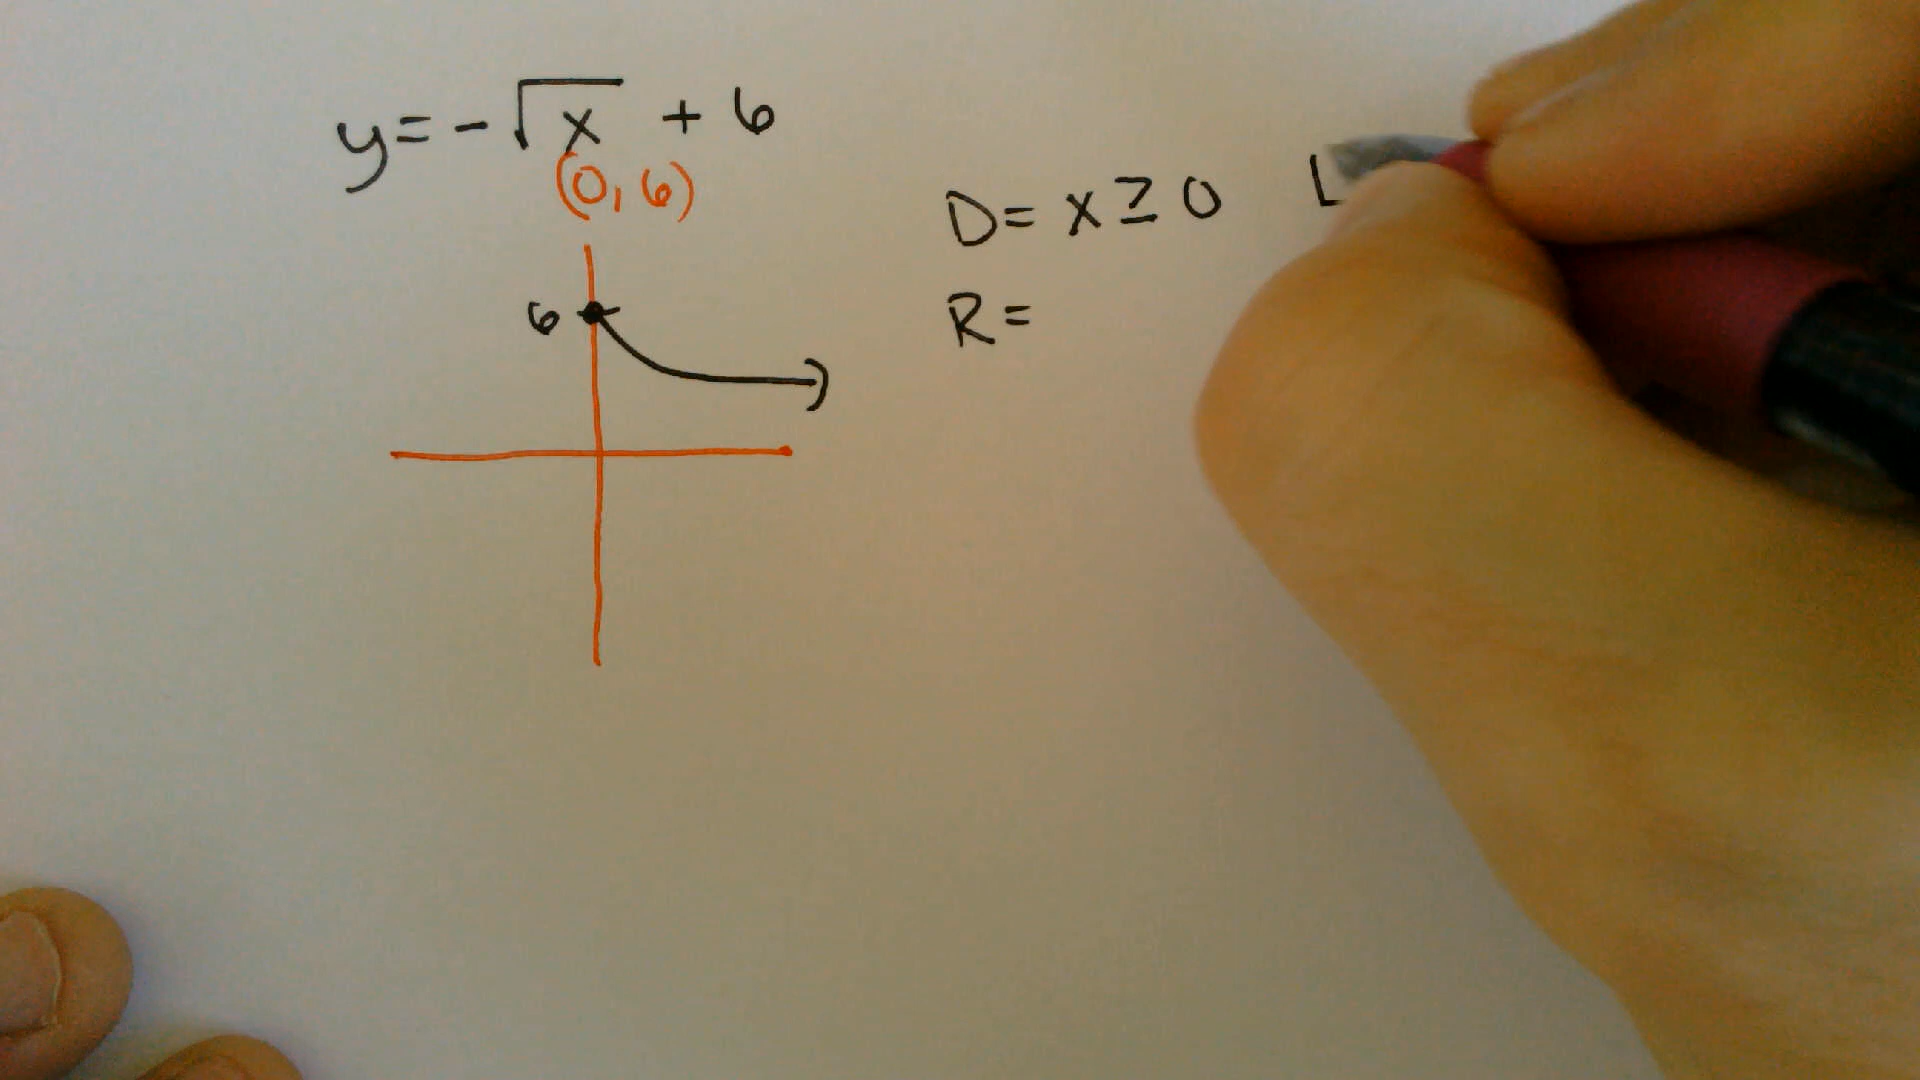 y = -√x + 6
(0, 6)
D = x ≥ 0 [
R =
6